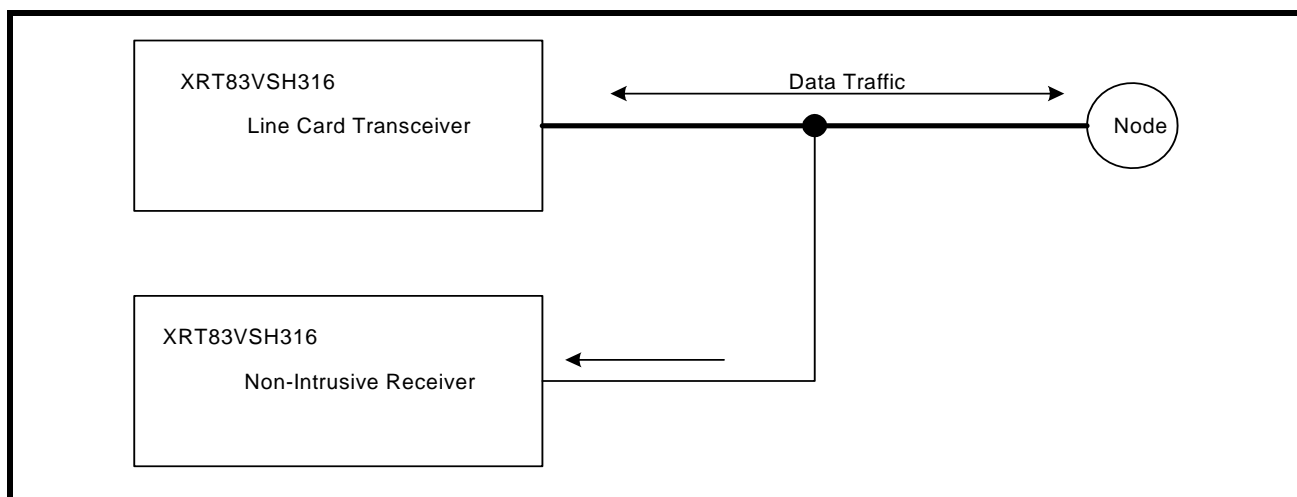 XRT83VSH316
Line Card Transceiver
Data Traffic
Node
XRT83VSH316
Non-Intrusive Receiver